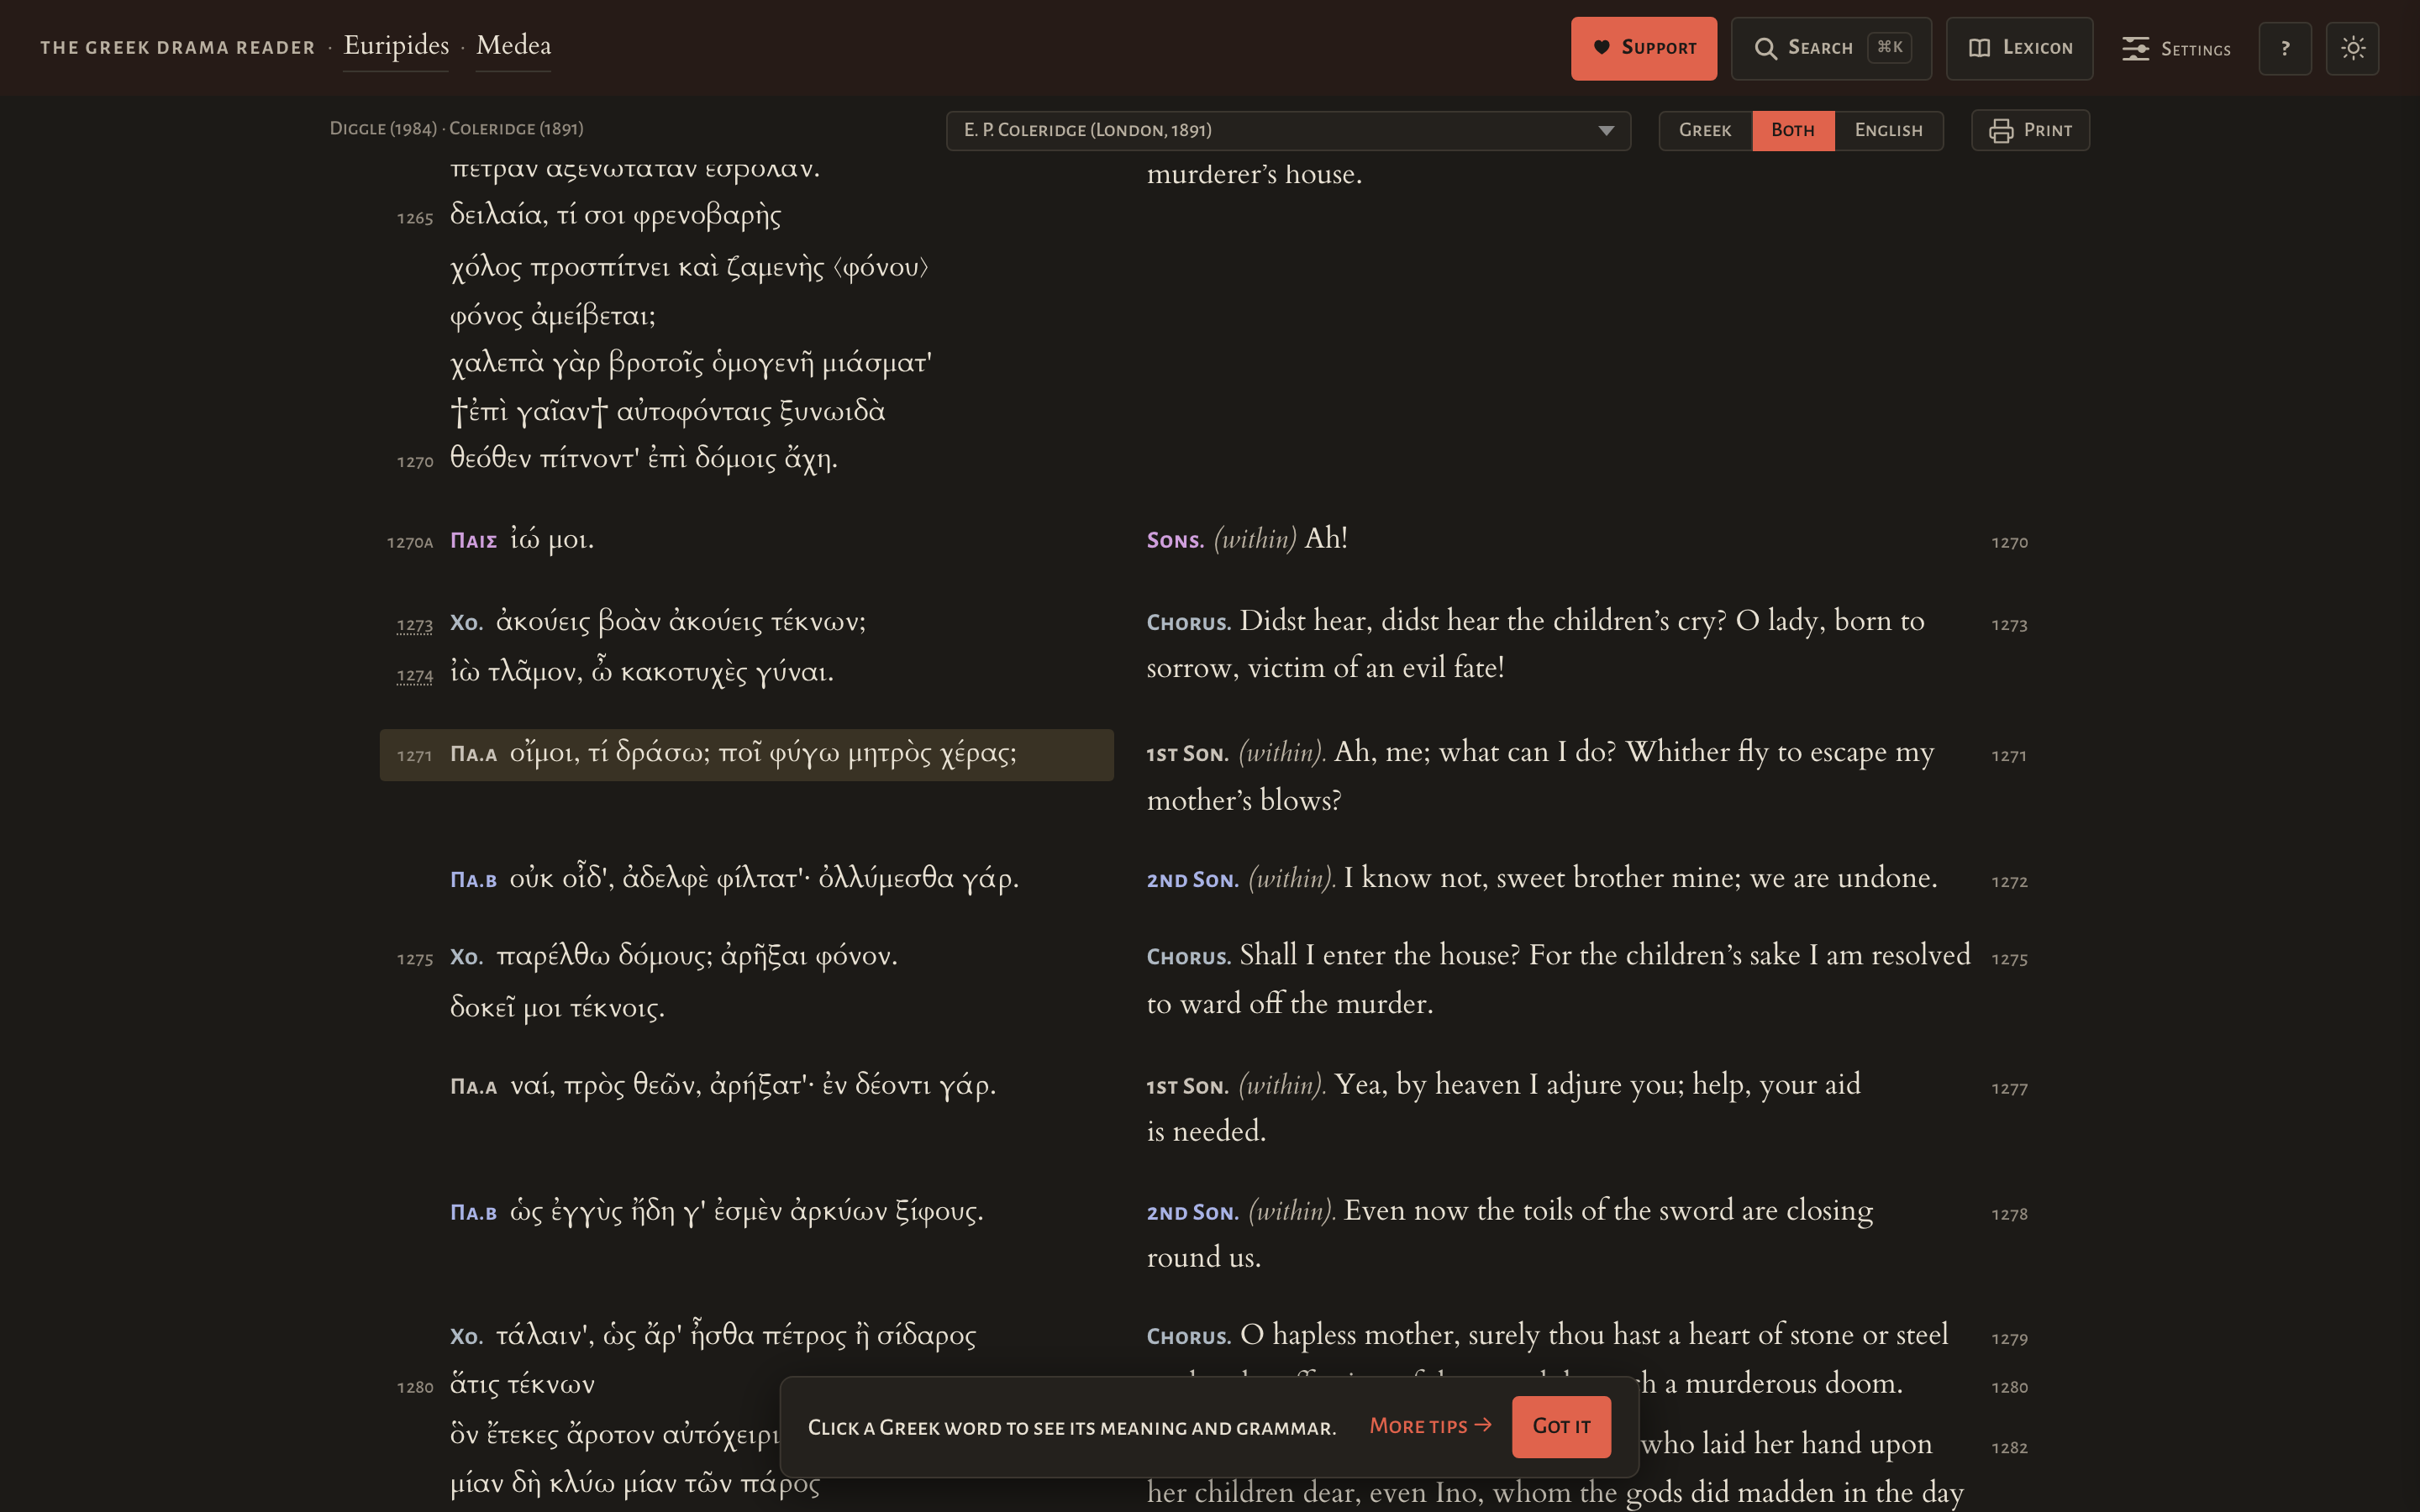 THE GREEK DRAMA READER · Euripides · Medea
Support
Search ⌘K
Lexicon
Settings
?
Diggle (1984) · Coleridge (1891)
E. P. Coleridge (London, 1891)
Greek Both English
Print
πέτραν ἀξενωτάταν ἐσβολάν.
1265 δειλαία, τί σοι φρενοβαρὴς
χόλος προσπίτνει καὶ ζαμενὴς 〈φόνου〉
φόνος ἀμείβεται;
χαλεπὰ γὰρ βροτοῖς ὁμογενῆ μιάσματ'
†ἐπὶ γαῖαν† αὐτοφόνταις ξυνωιδὰ
1270 θεόθεν πίτνοντ' ἐπὶ δόμοις ἄχη.
murderer’s house.
1270a Παισ ἰώ μοι.
Sons. (within) Ah! 1270
1273 Χο. ἀκούεις βοὰν ἀκούεις τέκνων;
1274 ἰὼ τλᾶμον, ὦ κακοτυχὲς γύναι.
Chorus. Didst hear, didst hear the children’s cry? O lady, born to 1273
sorrow, victim of an evil fate!
1271 Πα.α οἴμοι, τί δράσω; ποῖ φύγω μητρὸς χέρας;
1st Son. (within). Ah, me; what can I do? Whither fly to escape my 1271
mother’s blows?
Πα.β οὐκ οἶδ', ἀδελφὲ φίλτατ'· ὀλλύμεσθα γάρ.
2nd Son. (within). I know not, sweet brother mine; we are undone. 1272
1275 Χο. παρέλθω δόμους; ἀρῆξαι φόνον.
δοκεῖ μοι τέκνοις.
Chorus. Shall I enter the house? For the children’s sake I am resolved 1275
to ward off the murder.
Πα.α ναί, πρὸς θεῶν, ἀρήξατ'· ἐν δέοντι γάρ.
1st Son. (within). Yea, by heaven I adjure you; help, your aid 1277
is needed.
Πα.β ὡς ἐγγὺς ἤδη γ' ἐσμὲν ἀρκύων ξίφους.
2nd Son. (within). Even now the toils of the sword are closing 1278
round us.
Χο. τάλαιν', ὡς ἄρ' ἦσθα πέτρος ἢ σίδαρος
1280 ἅτις τέκνων
ὃν ἔτεκες ἄροτον αὐτόχειρι
μίαν δὴ κλύω μίαν τῶν πάρος
Chorus. O hapless mother, surely thou hast a heart of stone or steel 1279
a murderous doom. 1280
who laid her hand upon 1282
her children dear, even Ino, whom the gods did madden in the day
Click a Greek word to see its meaning and grammar.
More tips →
Got it